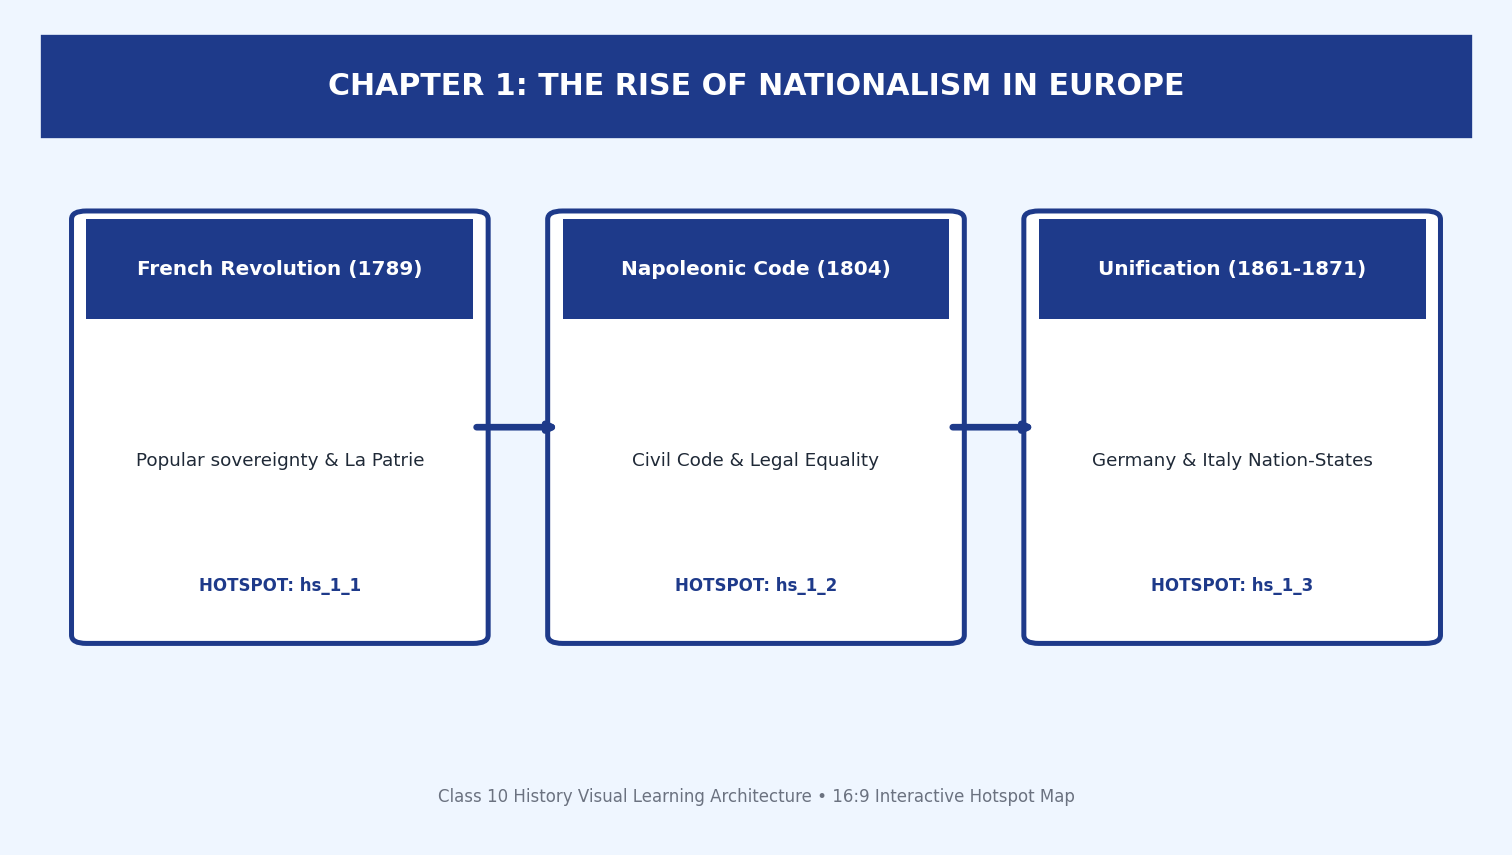 CHAPTER 1: THE RISE OF NATIONALISM IN EUROPE
French Revolution (1789)
Popular sovereignty & La Patrie
HOTSPOT: hs_1_1
Napoleonic Code (1804)
Civil Code & Legal Equality
HOTSPOT: hs_1_2
Unification (1861-1871)
Germany & Italy Nation-States
HOTSPOT: hs_1_3
Class 10 History Visual Learning Architecture • 16:9 Interactive Hotspot Map